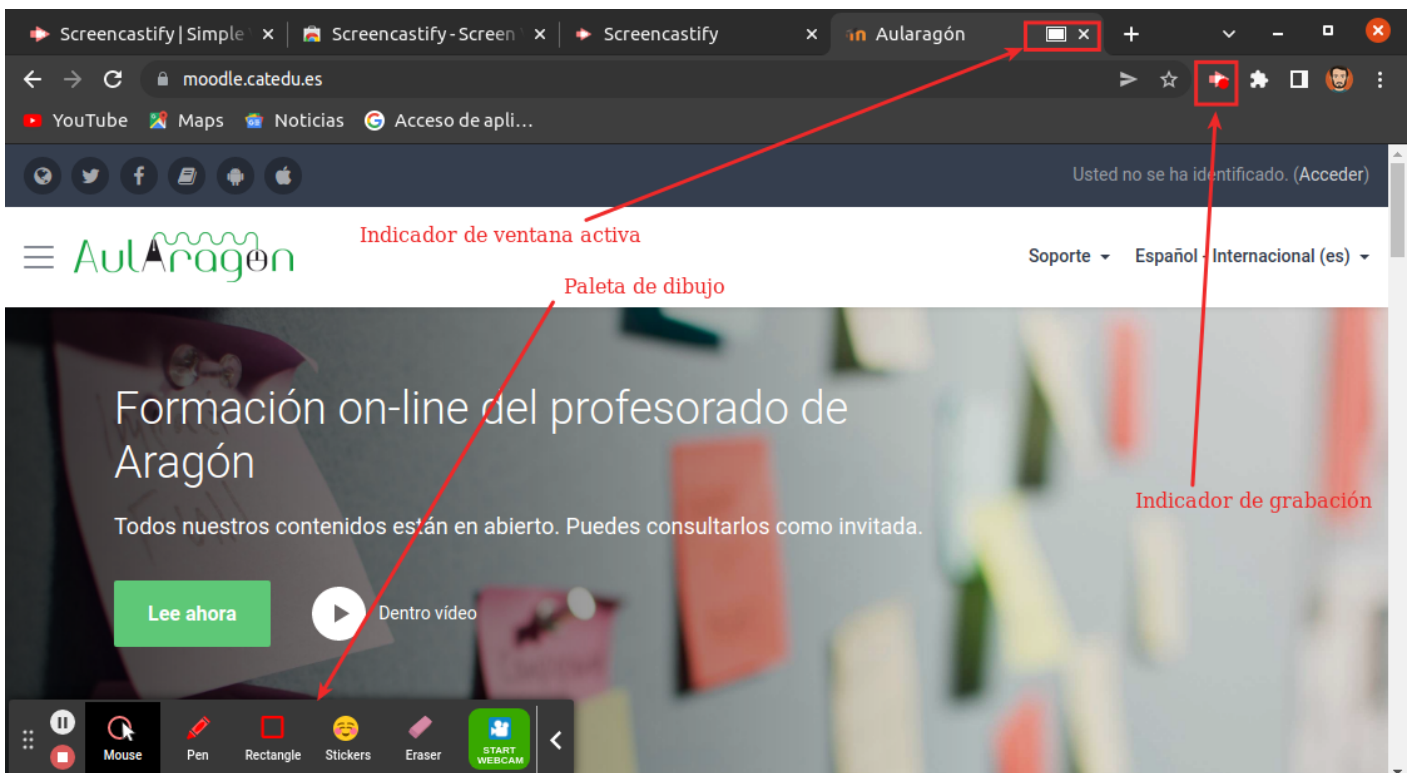 Screencastify | Simple
Screencastify - Screen
Screencastify
Aularagón
moodle.catedu.es
YouTube
Maps
Noticias
Acceso de apli...
Usted no se ha identificado. (Acceder)
AulAragón
Indicador de ventana activa
Soporte
Español - Internacional (es)
Paleta de dibujo
Formación on-line del profesorado de
Aragón
Indicador de grabación
Todos nuestros contenidos están en abierto. Puedes consultarlos como invitada.
Lee ahora
Dentro vídeo
Mouse
Pen
Rectangle
Stickers
Eraser
START
WEBCAM